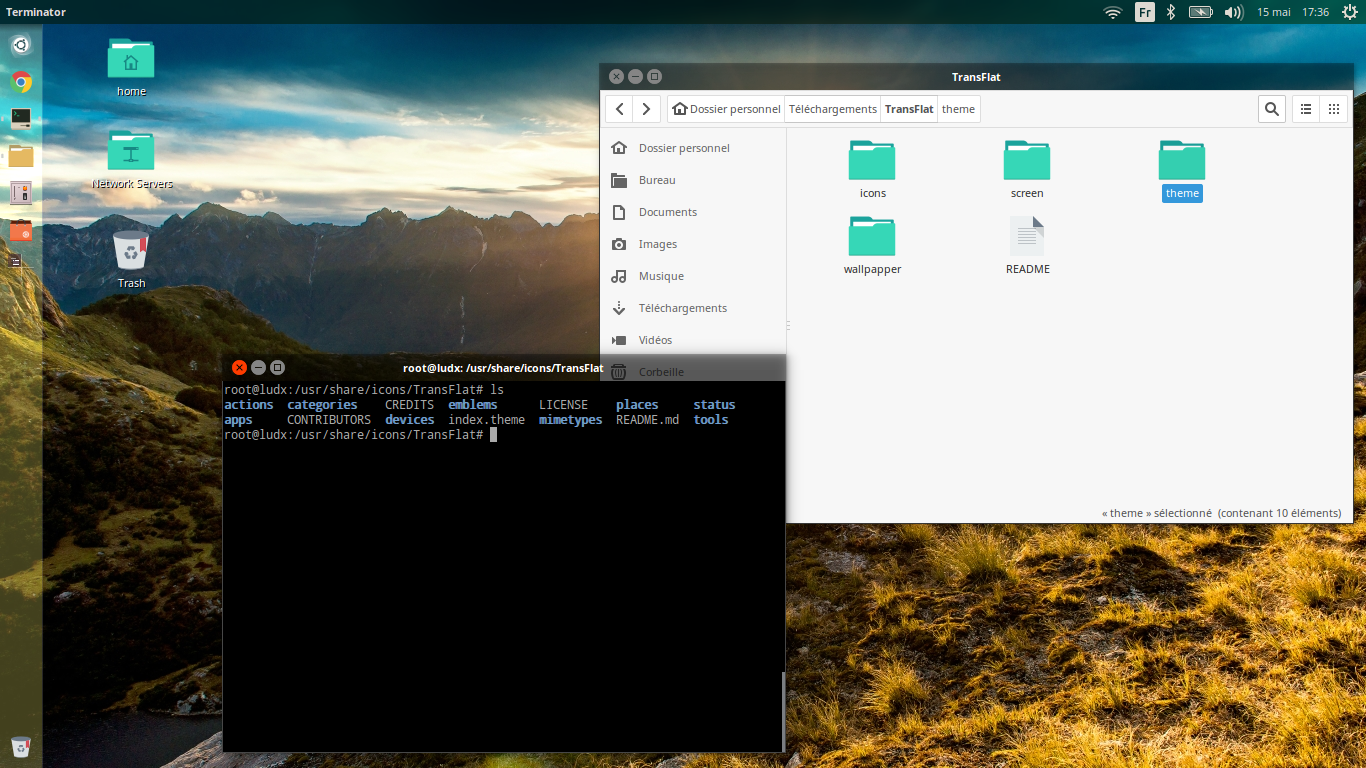 Terminator
Fr
15 mai 17:36
home
Network Servers
Trash
TransFlat
Dossier personnel Téléchargements TransFlat theme
Dossier personnel
Bureau
Documents
Images
Musique
Téléchargements
Vidéos
Corbeille
icons screen theme
wallpapper README
« theme » sélectionné (contenant 10 éléments)
root@ludx: /usr/share/icons/TransFlat
root@ludx:/usr/share/icons/TransFlat# ls
actions categories CREDITS emblems LICENSE places status
apps CONTRIBUTORS devices index.theme mimetypes README.md tools
root@ludx:/usr/share/icons/TransFlat#